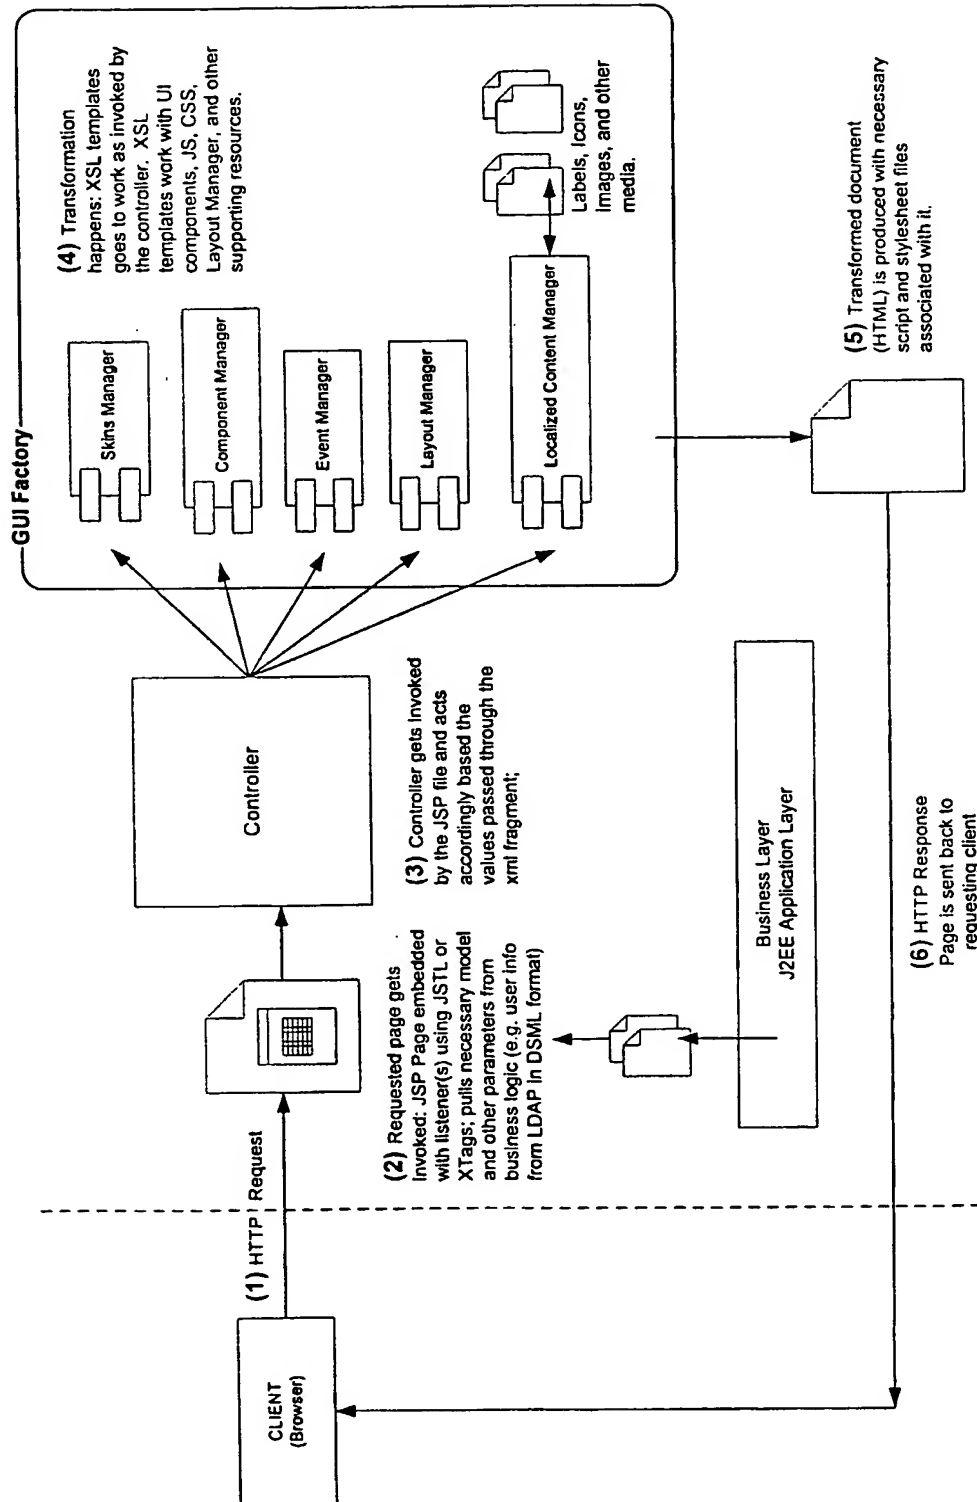 CLIENT
(Browser)
(1) HTTP Request
(2) Requested page gets
Invoked: JSP Page embedded
with listener(s) using JSTL or
XTags; pulls necessary model
and other parameters from
business logic (e.g. user info
from LDAP in DSML format)
Controller
(3) Controller gets Invoked
by the JSP file and acts
accordingly based the
values passed through the
xml fragment;
Business Layer
J2EE Application Layer
GUI Factory
Skins Manager
Component Manager
Event Manager
Layout Manager
Localized Content Manager
(4) Transformation
happens: XSL templates
goes to work as invoked by
the controller. XSL
templates work with UI
components, JS, CSS,
Layout Manager, and other
supporting resources.
Labels, Icons,
Images, and other
media.
(5) Transformed document
(HTML) is produced with necessary
script and stylesheet files
associated with it.
(6) HTTP Response
Page is sent back to
requesting client